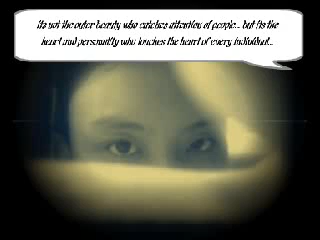 its not the outer beauty who catches attention of people... but its the
heart and personality who touches the heart of every individual...